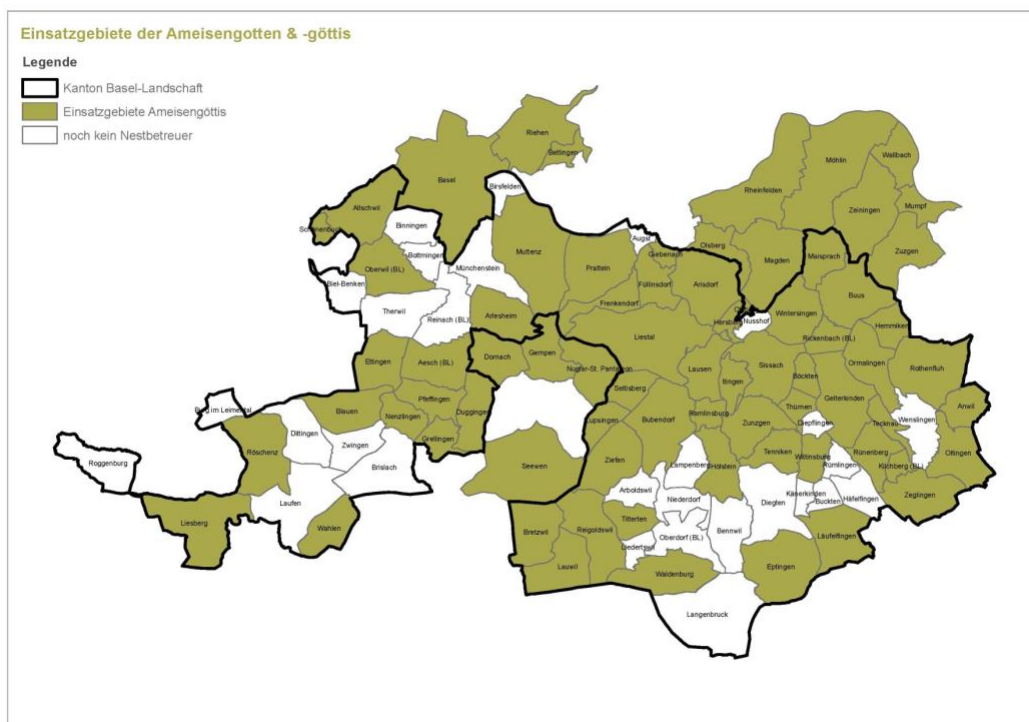 Einsatzgebiete der Ameisengotten & -göttis
Legende
Kanton Basel-Landschaft
Einsatzgebiete Ameisengöttis
noch kein Nestbetreuer
Riehen
Bettingen
Basel
Birsfelden
Allschwil
Schönenbuch
Binningen
Bottmingen
Oberwil (BL)
Biel-Benken
Therwil
Münchenstein
Reinach (BL)
Muttenz
Arlesheim
Pratteln
Augst
Giebenach
Füllinsdorf
Frenkendorf
Arisdorf
Liestal
Hersberg
Nusshof
Olsberg
Rheinfelden
Möhlin
Wallbach
Zeiningen
Mumpf
Zuzgen
Magden
Maisprach
Buus
Wintersingen
Hemmiken
Rickenbach (BL)
Ormalingen
Rothenfluh
Sissach
Böckten
Gelterkinden
Lausen
Itingen
Thürnen
Diepflingen
Tecknau
Wenslingen
Anwil
Oltingen
Ettingen
Aesch (BL)
Dornach
Gempen
Nuglar-St. Pantaleon
Seltisberg
Ramlinsburg
Zunzgen
Bubendorf
Lupsingen
Pfeffingen
Duggingen
Nenzlingen
Blauen
Grellingen
Burg im Leimental
Dittingen
Zwingen
Röschenz
Brislach
Roggenburg
Laufen
Liesberg
Wahlen
Seewen
Ziefen
Lampenberg
Hölstein
Tenniken
Wittinsburg
Rümlingen
Rünenberg
Kilchberg (BL)
Zeglingen
Arboldswil
Niederdorf
Diegten
Känerkinden
Buckten
Häfelfingen
Bretzwil
Reigoldswil
Titterten
Oberdorf (BL)
Bennwil
Läufelfingen
Liedertswil
Lauwil
Waldenburg
Eptingen
Langenbruck